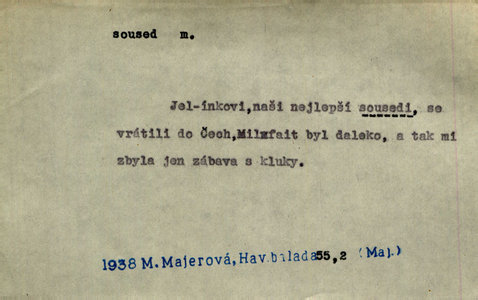 soused m.
Jel-ínkovi,naši nejlepší sousedi, se
vrátili do Čech,Milzfait byl daleko, a tak mi
zbyla jen zábava s kluky.
1938 M. Majerová, Hav.balada55,2 (Maj.)